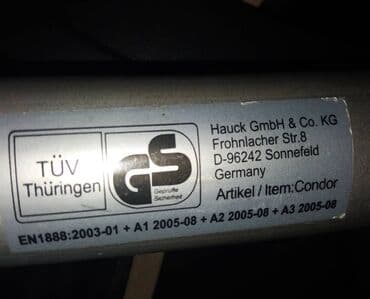 TÜV
Thüringen
GS
Geprüfte
Sicherheit
Hauck GmbH & Co. KG
Frohnlacher Str.8
D-96242 Sonnefeld
Germany
Artikel / Item:Condor
EN1888:2003-01 + A1 2005-08 + A2 2005-08 + A3 2005-08